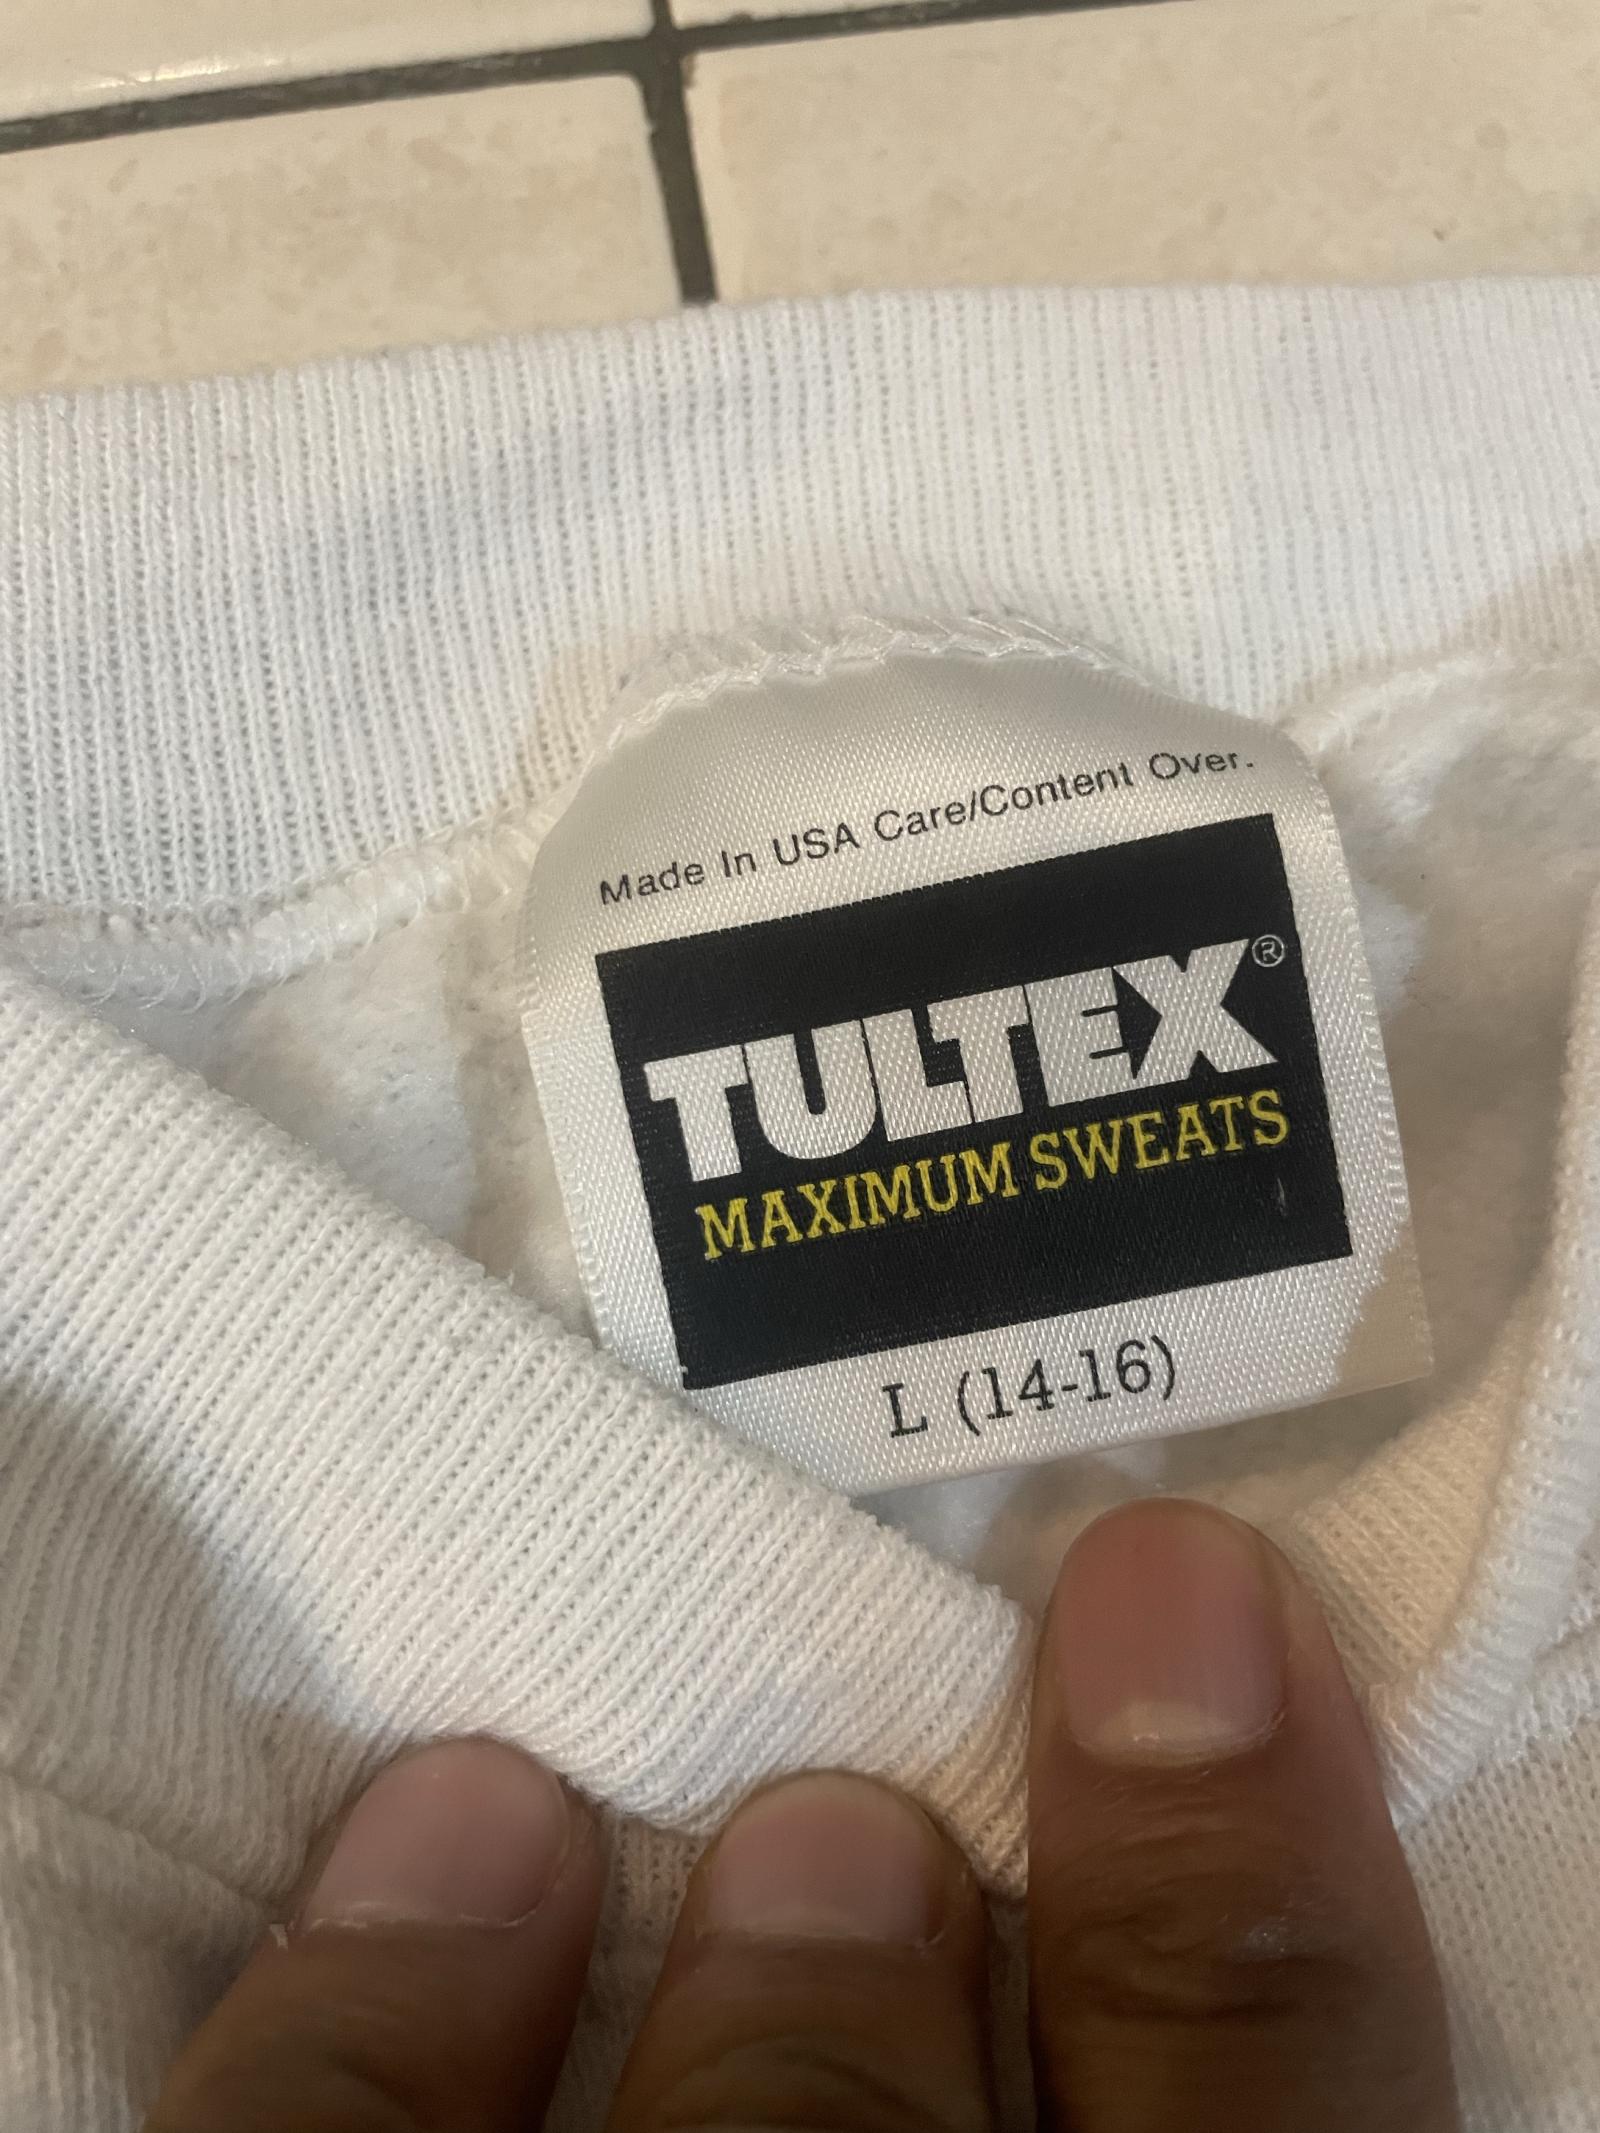 Made In USA Care/Content Over.
TULTEX®
MAXIMUM SWEATS
L (14-16)